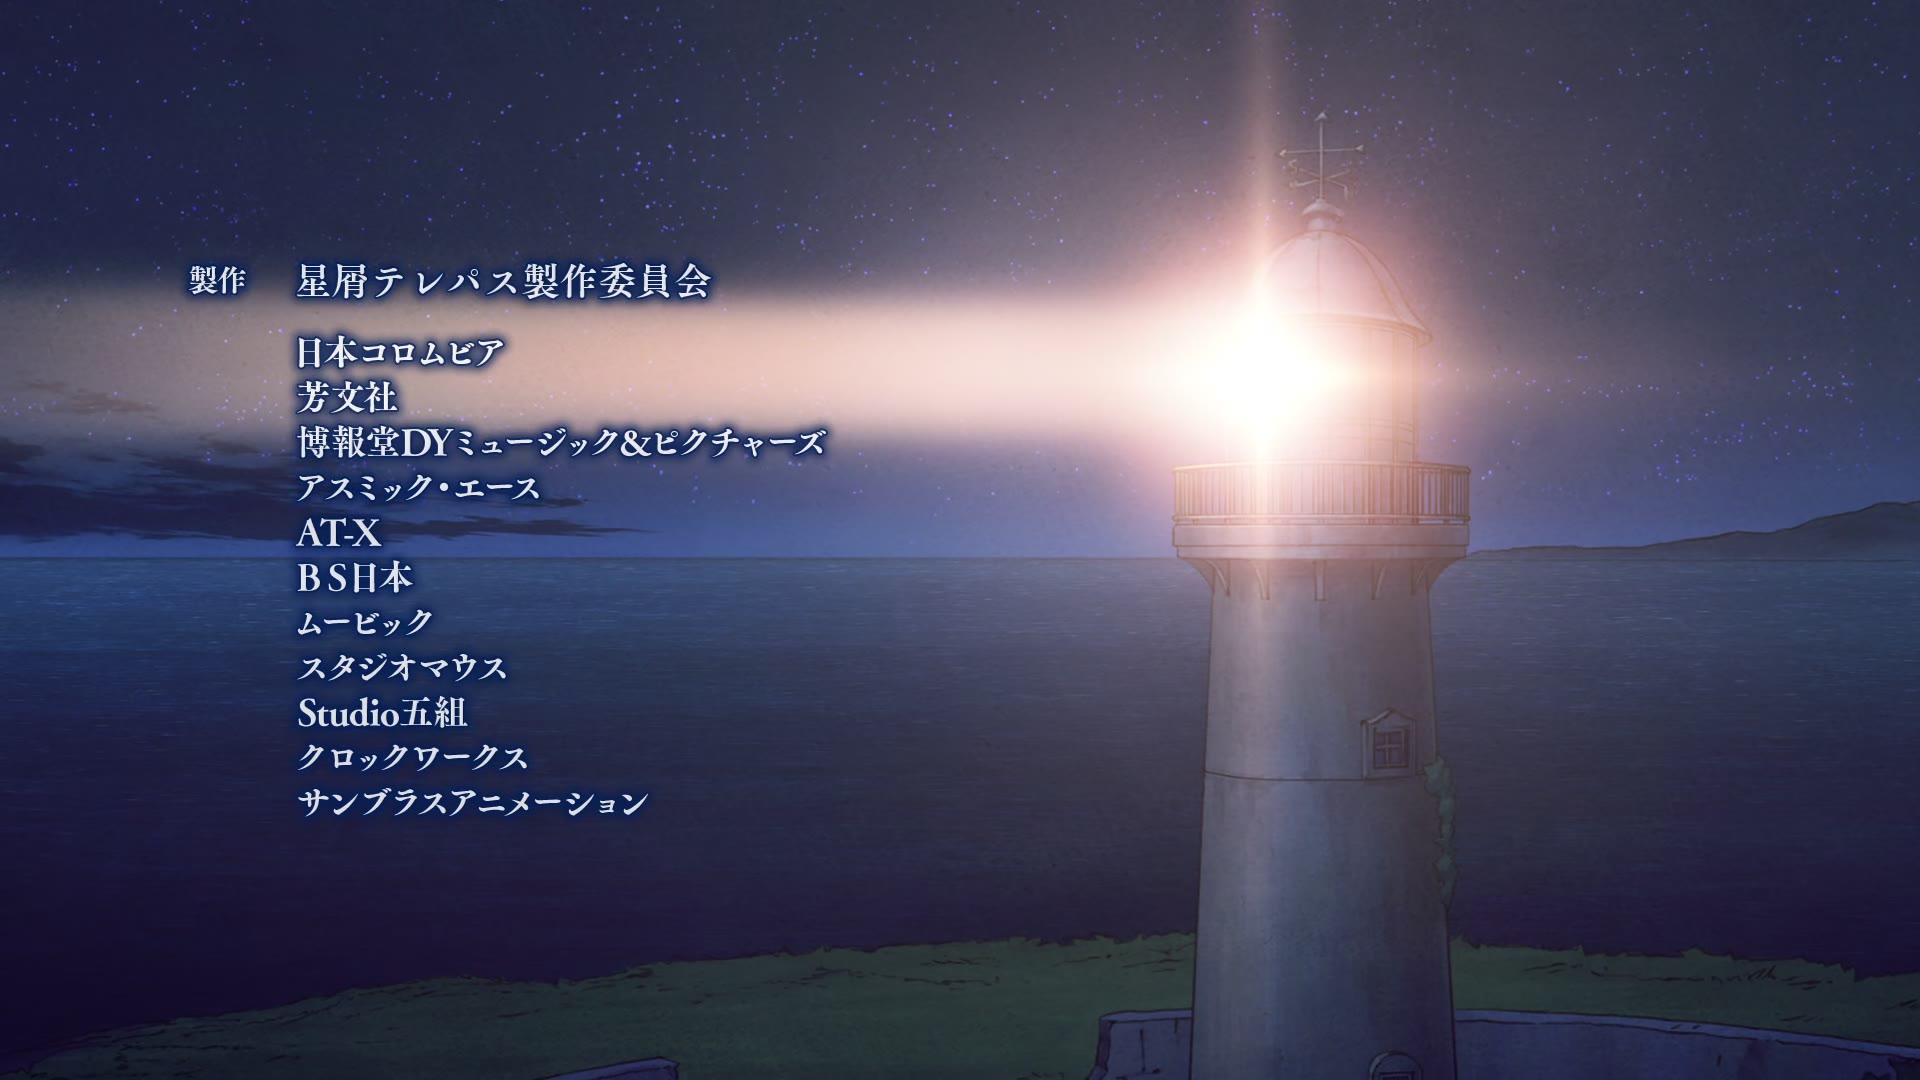 製作 星屑テレパス製作委員会
日本コロムビア
芳文社
博報堂DYミュージック&ピクチャーズ
アスミック・エース
AT-X
BS日本
ムービック
スタジオマウス
Studio五組
クロックワークス
サンブラスアニメーション